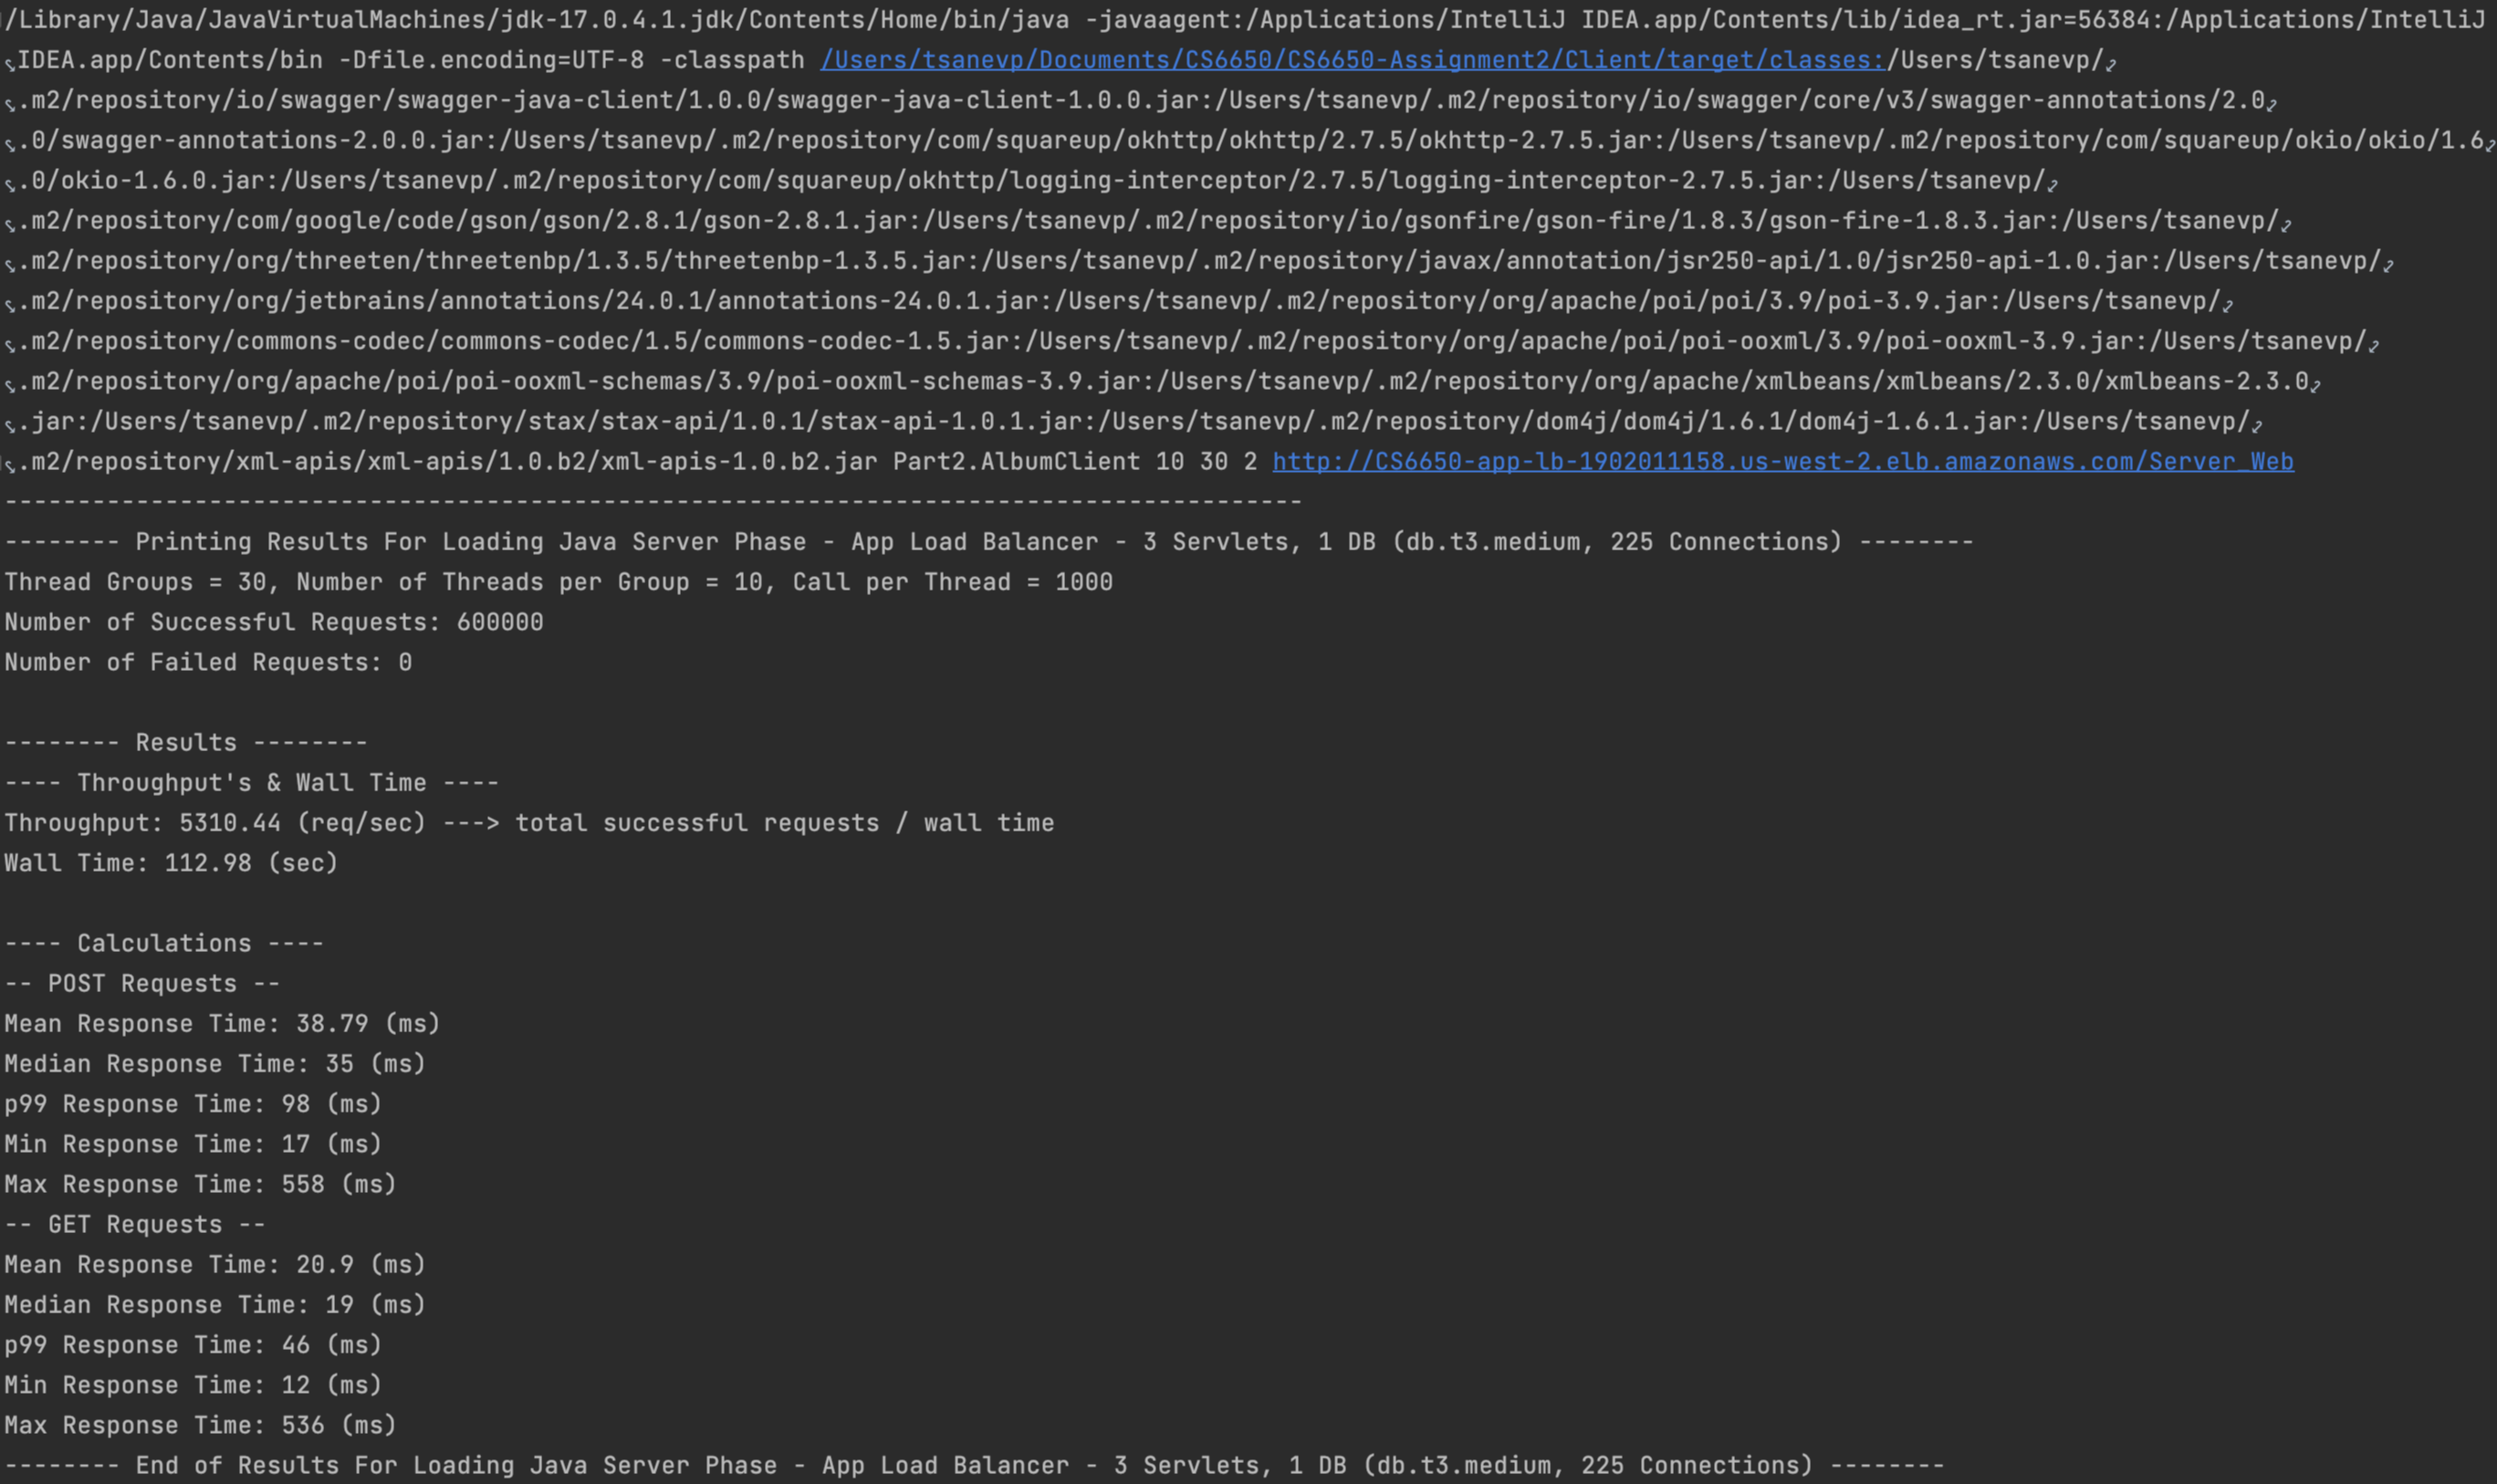 /Library/Java/JavaVirtualMachines/jdk-17.0.4.1.jdk/Contents/Home/bin/java -javaagent:/Applications/IntelliJ IDEA.app/Contents/lib/idea_rt.jar=56384:/Applications/IntelliJ
IDEA.app/Contents/bin -Dfile.encoding=UTF-8 -classpath /Users/tsanevp/Documents/CS6650/CS6650-Assignment2/Client/target/classes:/Users/tsanevp/
.m2/repository/io/swagger/swagger-java-client/1.0.0/swagger-java-client-1.0.0.jar:/Users/tsanevp/.m2/repository/io/swagger/core/v3/swagger-annotations/2.0
.0/swagger-annotations-2.0.0.jar:/Users/tsanevp/.m2/repository/com/squareup/okhttp/okhttp/2.7.5/okhttp-2.7.5.jar:/Users/tsanevp/.m2/repository/com/squareup/okio/okio/1.6
.0/okio-1.6.0.jar:/Users/tsanevp/.m2/repository/com/squareup/okhttp/logging-interceptor/2.7.5/logging-interceptor-2.7.5.jar:/Users/tsanevp/
.m2/repository/com/google/code/gson/gson/2.8.1/gson-2.8.1.jar:/Users/tsanevp/.m2/repository/io/gsonfire/gson-fire/1.8.3/gson-fire-1.8.3.jar:/Users/tsanevp/
.m2/repository/org/threeten/threetenbp/1.3.5/threetenbp-1.3.5.jar:/Users/tsanevp/.m2/repository/javax/annotation/jsr250-api/1.0/jsr250-api-1.0.jar:/Users/tsanevp/
.m2/repository/org/jetbrains/annotations/24.0.1/annotations-24.0.1.jar:/Users/tsanevp/.m2/repository/org/apache/poi/poi/3.9/poi-3.9.jar:/Users/tsanevp/
.m2/repository/commons-codec/commons-codec/1.5/commons-codec-1.5.jar:/Users/tsanevp/.m2/repository/org/apache/poi/poi-ooxml/3.9/poi-ooxml-3.9.jar:/Users/tsanevp/
.m2/repository/org/apache/poi/poi-ooxml-schemas/3.9/poi-ooxml-schemas-3.9.jar:/Users/tsanevp/.m2/repository/org/apache/xmlbeans/xmlbeans/2.3.0/xmlbeans-2.3.0
.jar:/Users/tsanevp/.m2/repository/stax/stax-api/1.0.1/stax-api-1.0.1.jar:/Users/tsanevp/.m2/repository/dom4j/dom4j/1.6.1/dom4j-1.6.1.jar:/Users/tsanevp/
.m2/repository/xml-apis/xml-apis/1.0.b2/xml-apis-1.0.b2.jar Part2.AlbumClient 10 30 2 http://CS6650-app-lb-1902011158.us-west-2.elb.amazonaws.com/Server_Web
-----------------------------------------------------------------------------------------
-------- Printing Results For Loading Java Server Phase - App Load Balancer - 3 Servlets, 1 DB (db.t3.medium, 225 Connections) --------
Thread Groups = 30, Number of Threads per Group = 10, Call per Thread = 1000
Number of Successful Requests: 600000
Number of Failed Requests: 0
-------- Results --------
---- Throughput's & Wall Time ----
Throughput: 5310.44 (req/sec) ---> total successful requests / wall time
Wall Time: 112.98 (sec)
---- Calculations ----
-- POST Requests --
Mean Response Time: 38.79 (ms)
Median Response Time: 35 (ms)
p99 Response Time: 98 (ms)
Min Response Time: 17 (ms)
Max Response Time: 558 (ms)
-- GET Requests --
Mean Response Time: 20.9 (ms)
Median Response Time: 19 (ms)
p99 Response Time: 46 (ms)
Min Response Time: 12 (ms)
Max Response Time: 536 (ms)
-------- End of Results For Loading Java Server Phase - App Load Balancer - 3 Servlets, 1 DB (db.t3.medium, 225 Connections) --------